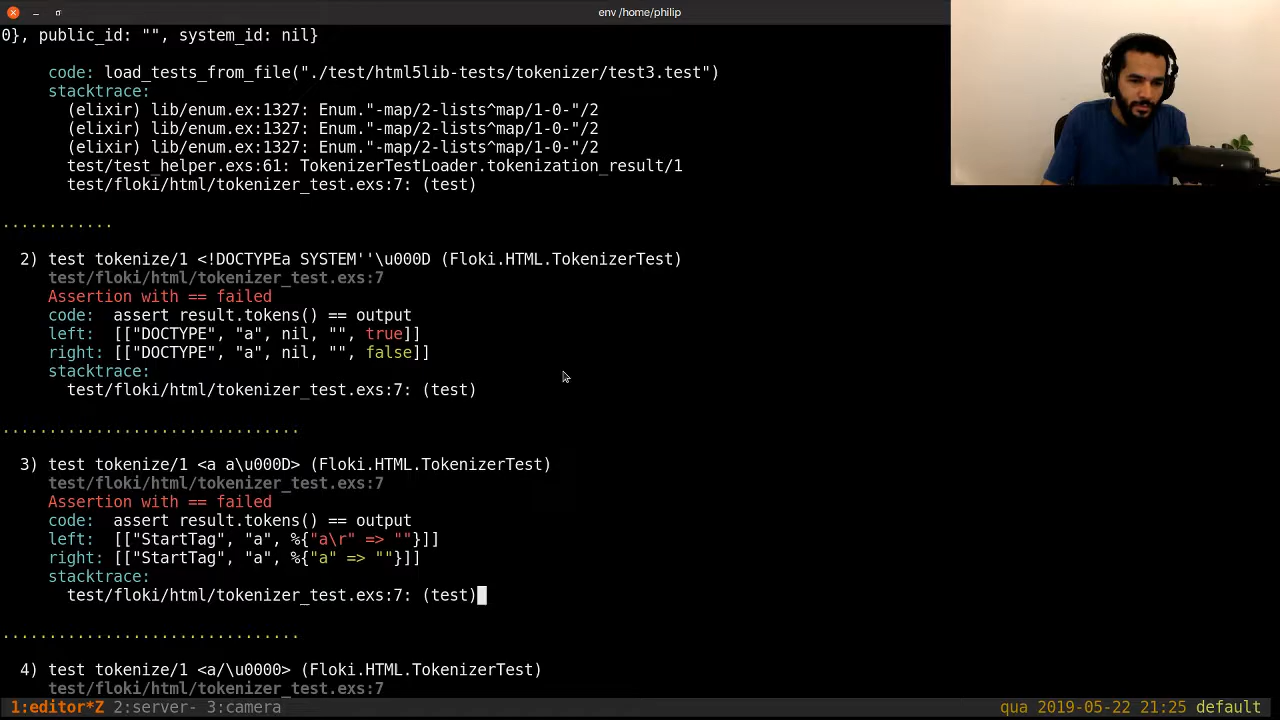 env /home/philip
0}, public_id: "", system_id: nil}
code: load_tests_from_file("./test/html5lib-tests/tokenizer/test3.test")
stacktrace:
(elixir) lib/enum.ex:1327: Enum."-map/2-lists^map/1-0-"/2
(elixir) lib/enum.ex:1327: Enum."-map/2-lists^map/1-0-"/2
(elixir) lib/enum.ex:1327: Enum."-map/2-lists^map/1-0-"/2
test/test_helper.exs:61: TokenizerTestLoader.tokenization_result/1
test/floki/html/tokenizer_test.exs:7: (test)
............
2) test tokenize/1 <!DOCTYPEa SYSTEM''\u000D (Floki.HTML.TokenizerTest)
test/floki/html/tokenizer_test.exs:7
Assertion with == failed
code:  assert result.tokens() == output
left:  [["DOCTYPE", "a", nil, "", true]]
right: [["DOCTYPE", "a", nil, "", false]]
stacktrace:
test/floki/html/tokenizer_test.exs:7: (test)
................................
3) test tokenize/1 <a a\u000D> (Floki.HTML.TokenizerTest)
test/floki/html/tokenizer_test.exs:7
Assertion with == failed
code:  assert result.tokens() == output
left:  [["StartTag", "a", %{"a\r" => ""}]]
right: [["StartTag", "a", %{"a" => ""}]]
stacktrace:
test/floki/html/tokenizer_test.exs:7: (test)
................................
4) test tokenize/1 <a/\u0000> (Floki.HTML.TokenizerTest)
test/floki/html/tokenizer_test.exs:7
1:editor*Z 2:server- 3:camera qua 2019-05-22 21:25 default